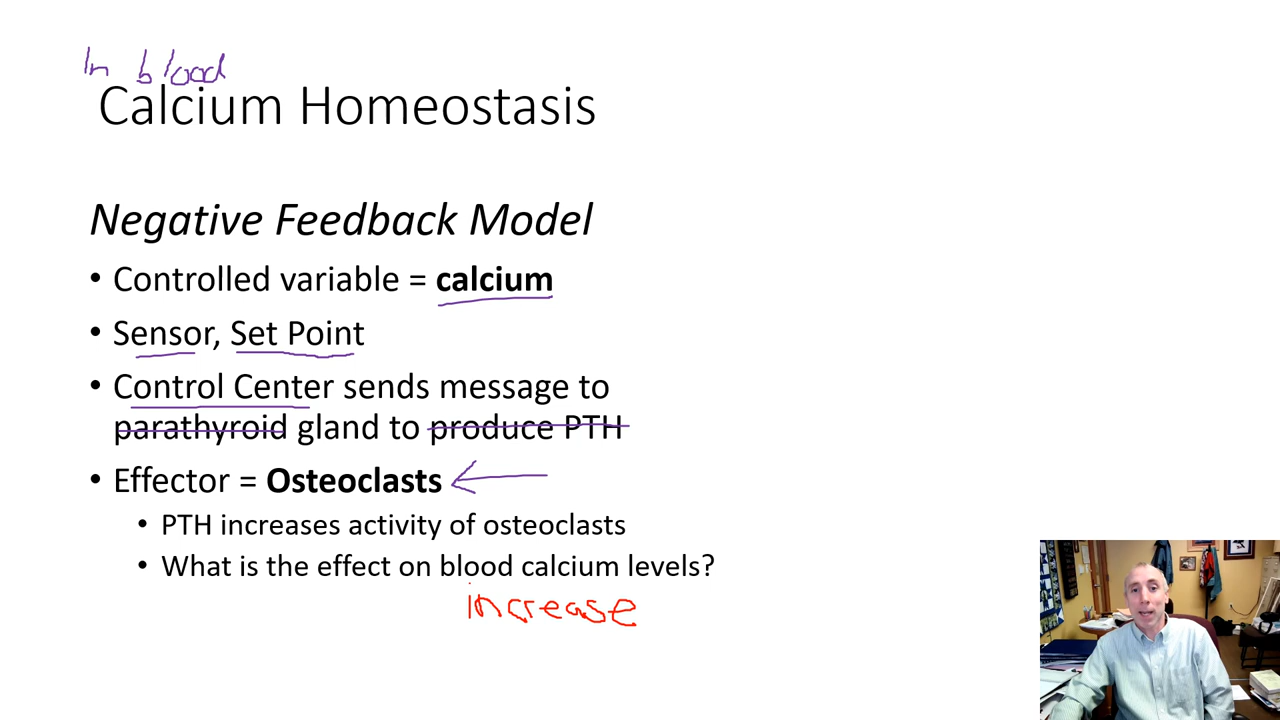 In blood
Calcium Homeostasis
Negative Feedback Model
• Controlled variable = calcium
• Sensor, Set Point
• Control Center sends message to
parathyroid gland to produce PTH
• Effector = Osteoclasts
• PTH increases activity of osteoclasts
• What is the effect on blood calcium levels?
increase